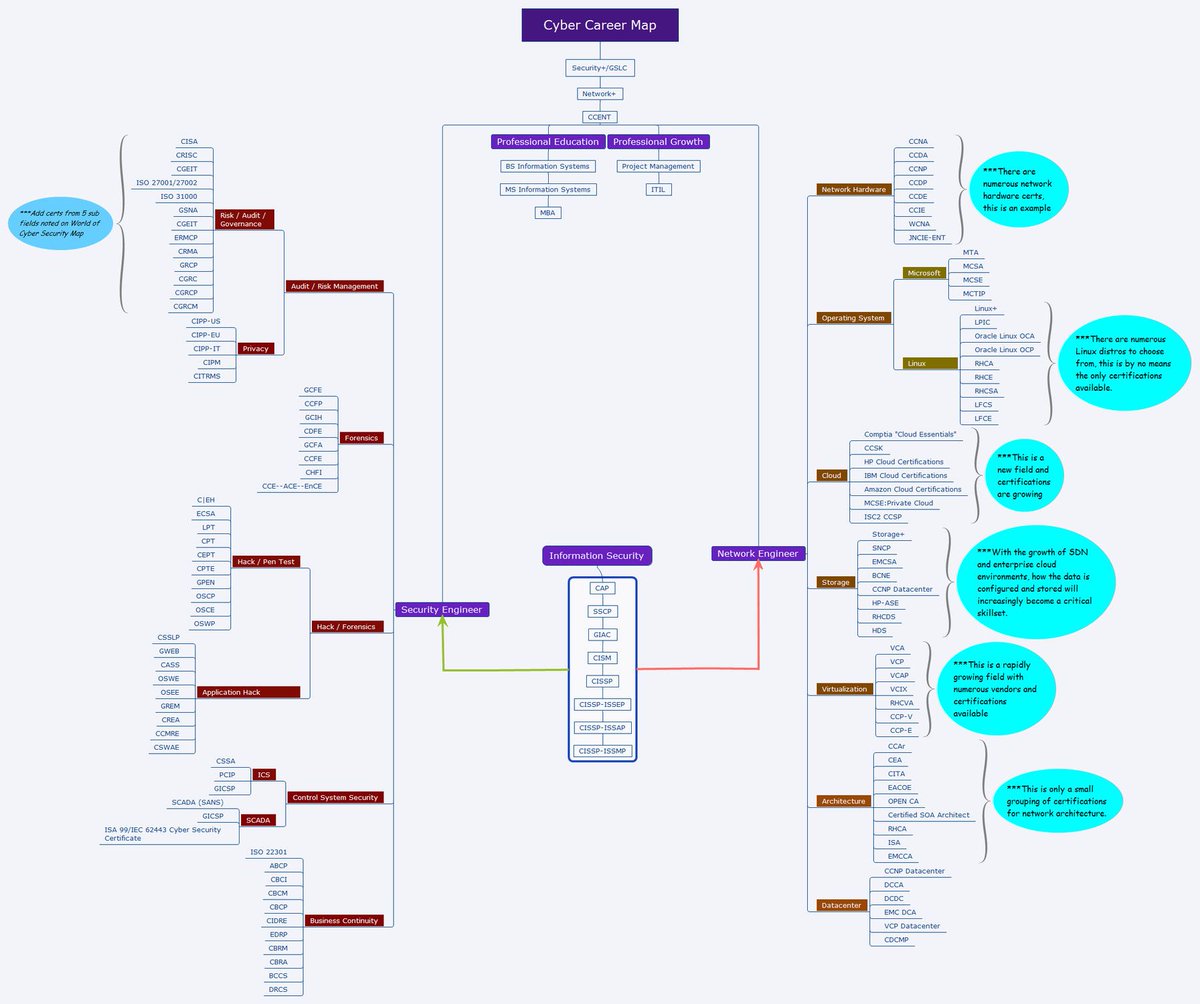 Cyber Career Map
Security+/GSLC
Network+
CCENT
Professional Education
BS Information Systems
MS Information Systems
MBA
Professional Growth
Project Management
ITIL
***Add certs from 5 sub
fields noted on World of
Cyber Security Map
CISA
CRISC
CGEIT
ISO 27001/27002
ISO 31000
GSNA
CGEIT
ERMCP
CRMA
GRCP
CGRC
CGRCP
CGRCM
Risk / Audit /
Governance
CIPP-US
CIPP-EU
CIPP-IT
CIPM
CITRMS
Privacy
Audit / Risk Management
GCFE
CCFP
GCIH
CDFE
GCFA
CCFE
CHFI
CCE--ACE--EnCE
Forensics
C|EH
ECSA
LPT
CPT
CEPT
CPTE
GPEN
OSCP
OSCE
OSWP
Hack / Pen Test
CSSLP
GWEB
CASS
OSWE
OSEE
GREM
CREA
CCMRE
CSWAE
Application Hack
Hack / Forensics
CSSA
PCIP
GICSP
ICS
SCADA (SANS)
GICSP
ISA 99/IEC 62443 Cyber Security
Certificate
SCADA
Control System Security
ISO 22301
ABCP
CBCI
CBCM
CBCP
CIDRE
EDRP
CBRM
CBRA
BCCS
DRCS
Business Continuity
Security Engineer
Information Security
CAP
SSCP
GIAC
CISM
CISSP
CISSP-ISSEP
CISSP-ISSAP
CISSP-ISSMP
Network Engineer
Network Hardware
CCNA
CCDA
CCNP
CCDP
CCDE
CCIE
WCNA
JNCIE-ENT
***There are
numerous network
hardware certs,
this is an example
Operating System
Microsoft
MTA
MCSA
MCSE
MCTIP
Linux
Linux+
LPIC
Oracle Linux OCA
Oracle Linux OCP
RHCA
RHCE
RHCSA
LFCS
LFCE
***There are numerous
Linux distros to choose
from, this is by no means
the only certifications
available.
Cloud
Comptia "Cloud Essentials"
CCSK
HP Cloud Certifications
IBM Cloud Certifications
Amazon Cloud Certifications
MCSE:Private Cloud
ISC2 CCSP
***This is a
new field and
certifications
are growing
Storage
Storage+
SNCP
EMCSA
BCNE
CCNP Datacenter
HP-ASE
RHCDS
HDS
***With the growth of SDN
and enterprise cloud
environments, how the data is
configured and stored will
increasingly become a critical
skillset.
Virtualization
VCA
VCP
VCAP
VCIX
RHCVA
CCP-V
CCP-E
***This is a rapidly
growing field with
numerous vendors and
certifications
available
Architecture
CCAr
CEA
CITA
EACOE
OPEN CA
Certified SOA Architect
RHCA
ISA
EMCCA
***This is only a small
grouping of certifications
for network architecture.
Datacenter
CCNP Datacenter
DCCA
DCDC
EMC DCA
VCP Datacenter
CDCMP